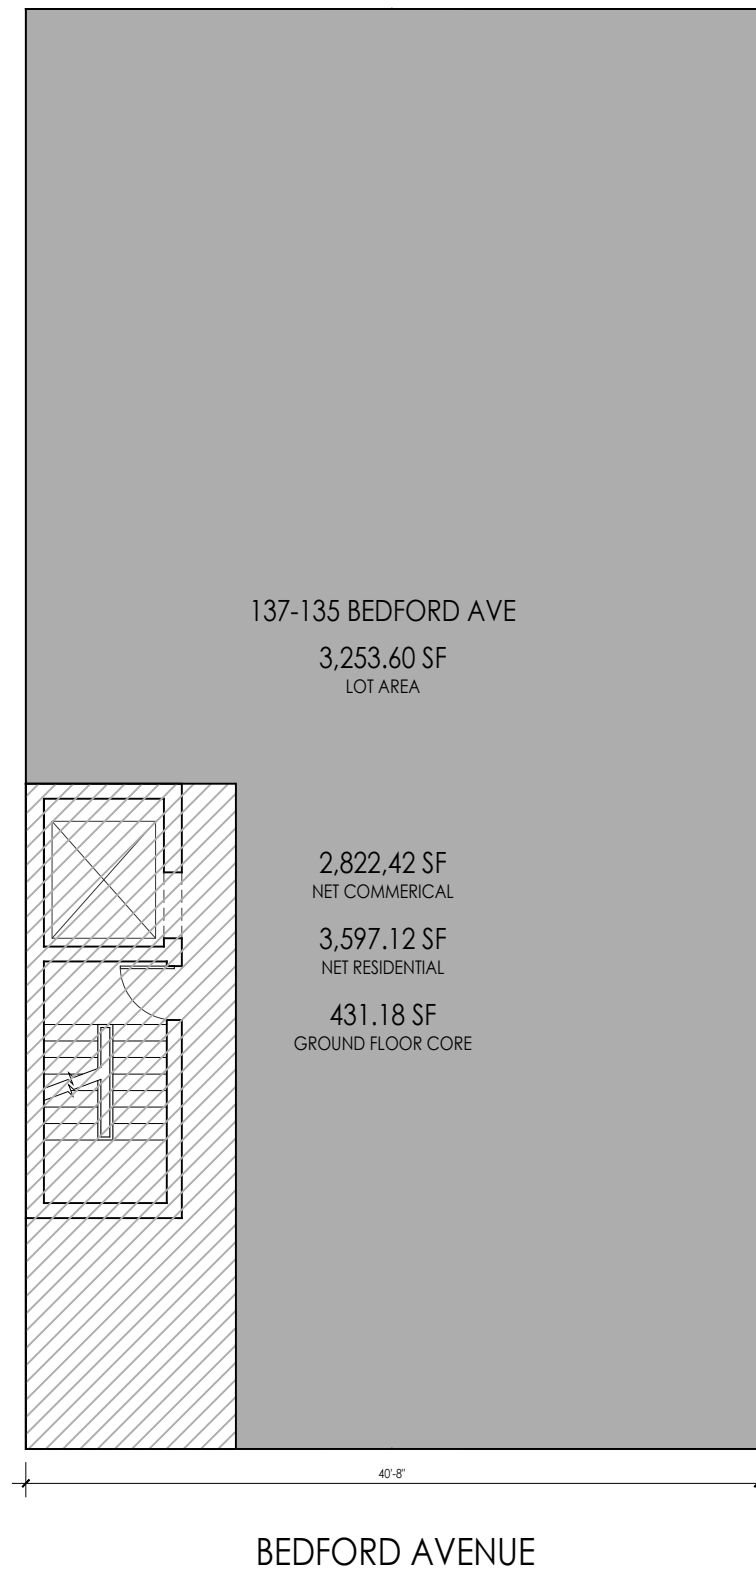 137-135 BEDFORD AVE
3,253.60 SF
LOT AREA
2,822,42 SF
NET COMMERICAL
3,597.12 SF
NET RESIDENTIAL
431.18 SF
GROUND FLOOR CORE
40'-8"
BEDFORD AVENUE